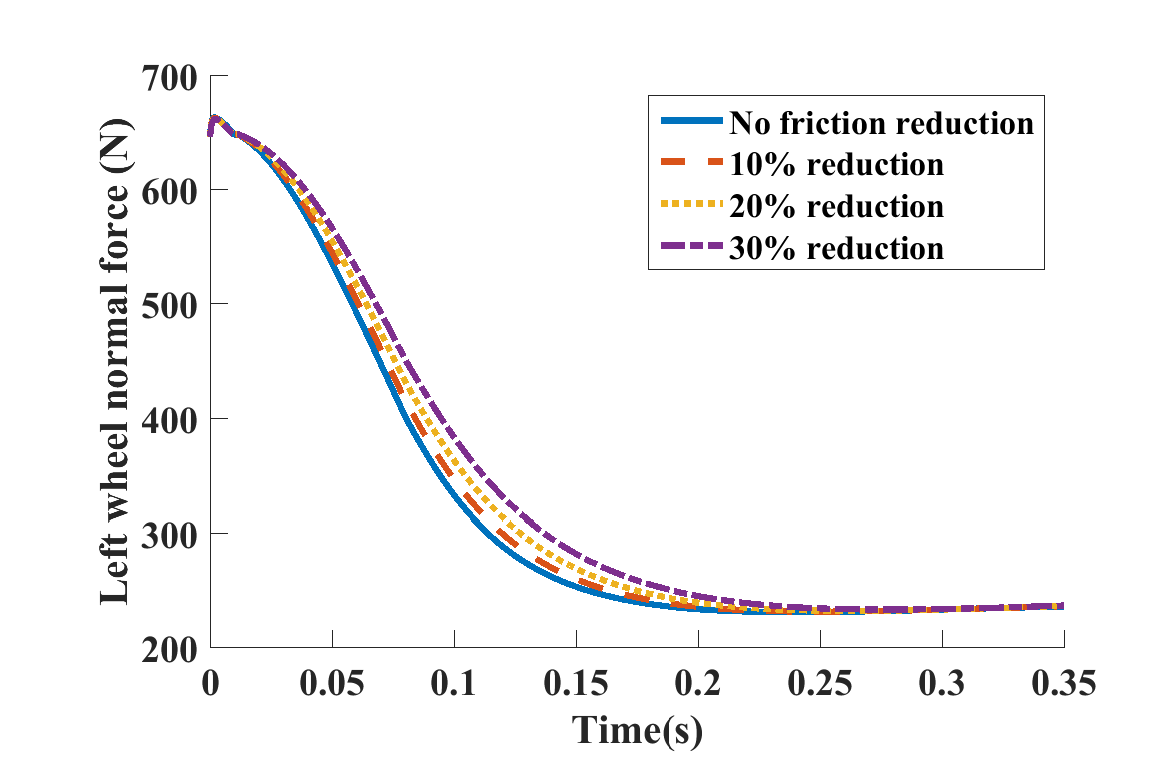 Left wheel normal force (N)
700
600
500
400
300
200
No friction reduction
10% reduction
20% reduction
30% reduction
0 0.05 0.1 0.15 0.2 0.25 0.3 0.35
Time(s)